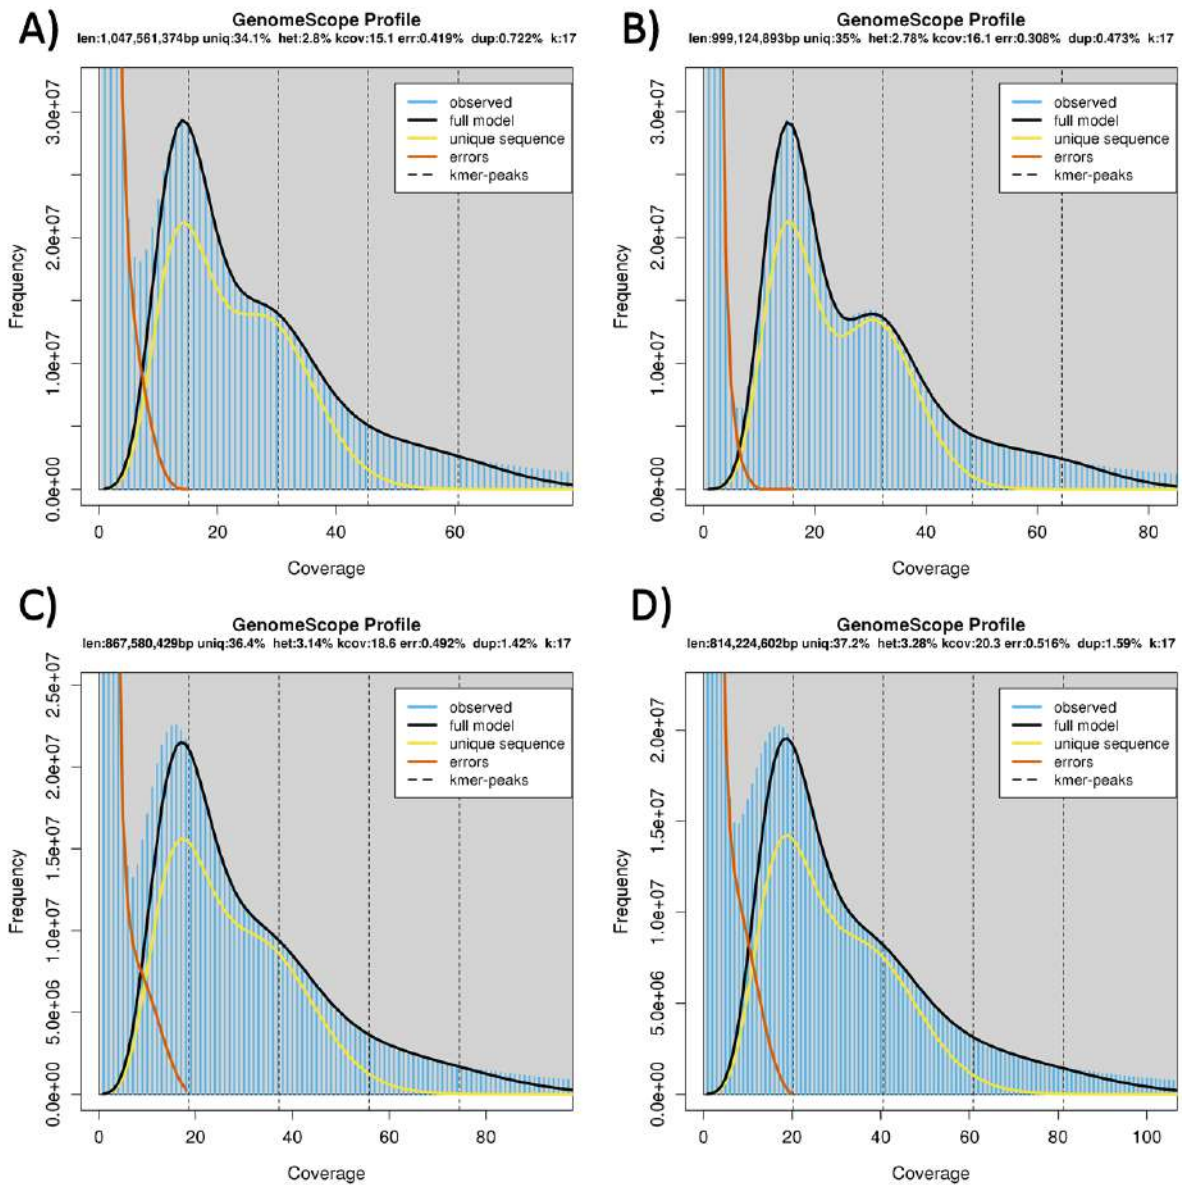 A)
GenomeScope Profile
len:1,047,561,374bp uniq:34.1% het:2.8% kcov:15.1 err:0.419% dup:0.722% k:17
observed
full model
unique sequence
errors
kmer-peaks
Frequency
0.0e+00 1.0e+07 2.0e+07 3.0e+07
0 20 40 60
Coverage
B)
GenomeScope Profile
len:999,124,893bp uniq:35% het:2.78% kcov:16.1 err:0.308% dup:0.473% k:17
observed
full model
unique sequence
errors
kmer-peaks
Frequency
0.0e+00 1.0e+07 2.0e+07 3.0e+07
0 20 40 60 80
Coverage
C)
GenomeScope Profile
len:867,580,429bp uniq:36.4% het:3.14% kcov:18.6 err:0.492% dup:1.42% k:17
observed
full model
unique sequence
errors
kmer-peaks
Frequency
0.0e+00 5.0e+06 1.0e+07 1.5e+07 2.0e+07 2.5e+07
0 20 40 60 80
Coverage
D)
GenomeScope Profile
len:814,224,602bp uniq:37.2% het:3.28% kcov:20.3 err:0.516% dup:1.59% k:17
observed
full model
unique sequence
errors
kmer-peaks
Frequency
0.0e+00 5.0e+06 1.0e+07 1.5e+07 2.0e+07
0 20 40 60 80 100
Coverage